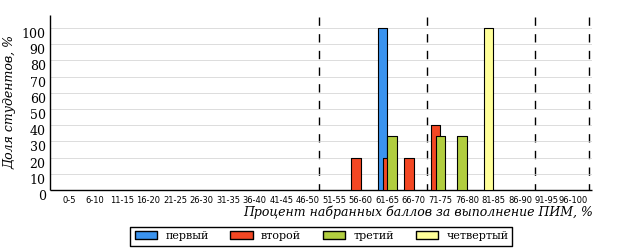 Доля студентов, %
100
90
80
70
60
50
40
30
20
10
0
0-5 6-10 11-15 16-20 21-25 26-30 31-35 36-40 41-45 46-50 51-55 56-60 61-65 66-70 71-75 76-80 81-85 86-90 91-95 96-100
Процент набранных баллов за выполнение ПИМ, %
первый второй третий четвертый